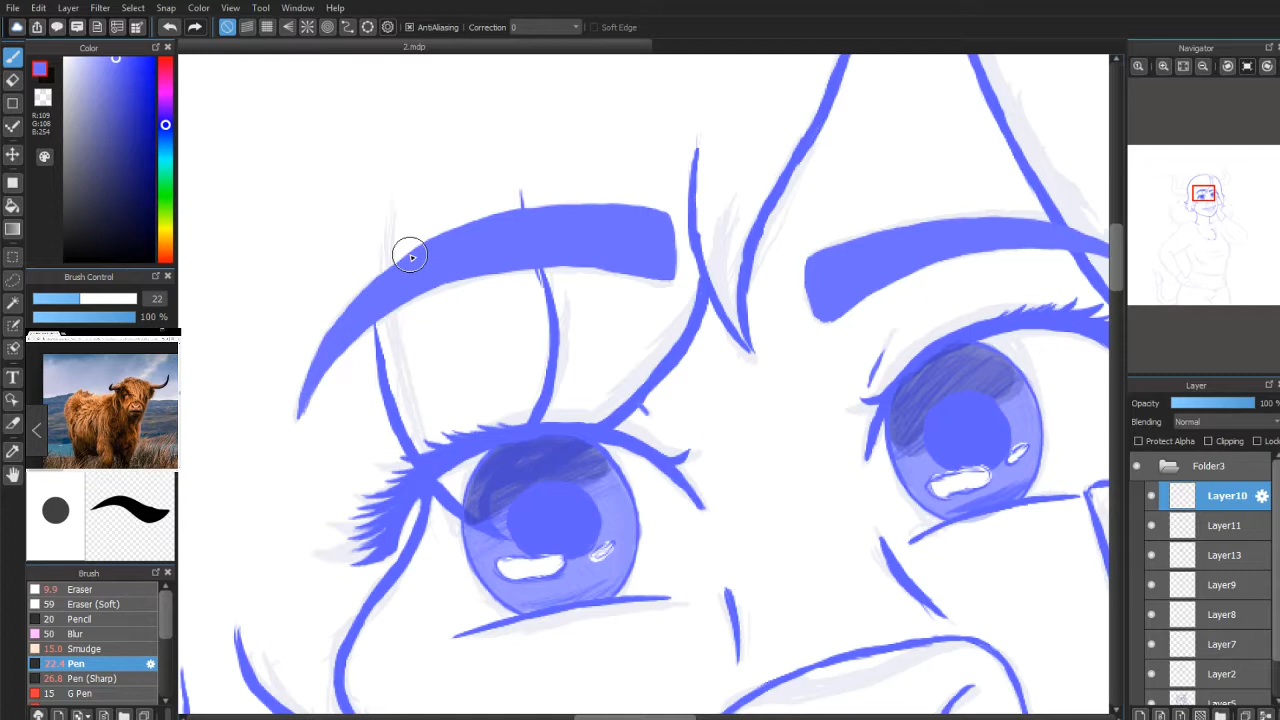 File Edit Layer Filter Select Snap Color View Tool Window Help
AntiAliasing Correction 0 Soft Edge
2.mdp
Color
R:109
G:108
B:254
Brush Control
22
100 %
Brush
9.9 Eraser
59 Eraser (Soft)
20 Pencil
50 Blur
15.0 Smudge
22.4 Pen
26.8 Pen (Sharp)
15 G Pen
Navigator
Layer
Opacity 100 %
Blending Normal
Protect Alpha Clipping Loc
Folder3
Layer10
Layer11
Layer13
Layer9
Layer8
Layer7
Layer2
Layer5